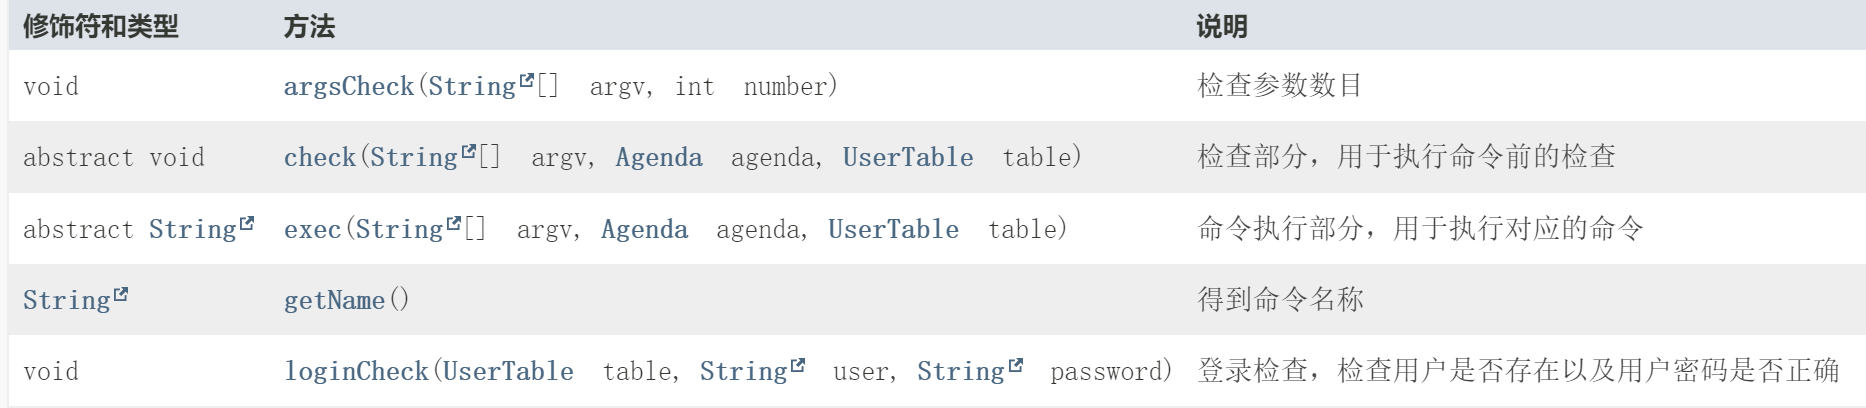 修饰符和类型 方法 说明
void argsCheck(String[] argv, int number) 检查参数数目
abstract void check(String[] argv, Agenda agenda, UserTable table) 检查部分，用于执行命令前的检查
abstract String exec(String[] argv, Agenda agenda, UserTable table) 命令执行部分，用于执行对应的命令
String getName() 得到命令名称
void loginCheck(UserTable table, String user, String password) 登录检查，检查用户是否存在以及用户密码是否正确